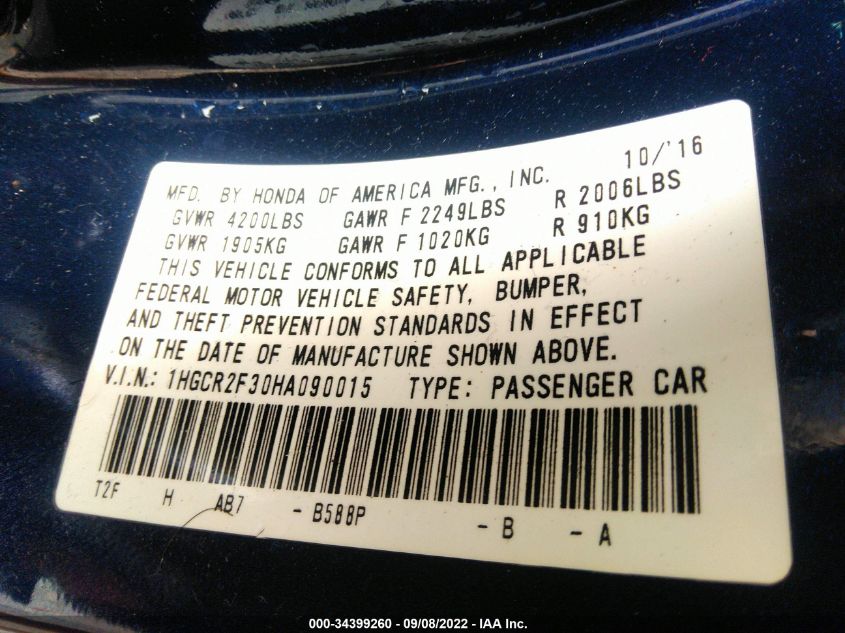 MFD. BY HONDA OF AMERICA MFG., INC. 10/'16
GVWR 4200LBS GAWR F 2249LBS R 2006LBS
GVWR 1905KG GAWR F 1020KG R 910KG
THIS VEHICLE CONFORMS TO ALL APPLICABLE
FEDERAL MOTOR VEHICLE SAFETY, BUMPER,
AND THEFT PREVENTION STANDARDS IN EFFECT
ON THE DATE OF MANUFACTURE SHOWN ABOVE.
V.I.N.: 1HGCR2F30HA090015 TYPE: PASSENGER CAR
T2F H AB7 - B588P - B - A
000-34399260 - 09/08/2022 - IAA Inc.